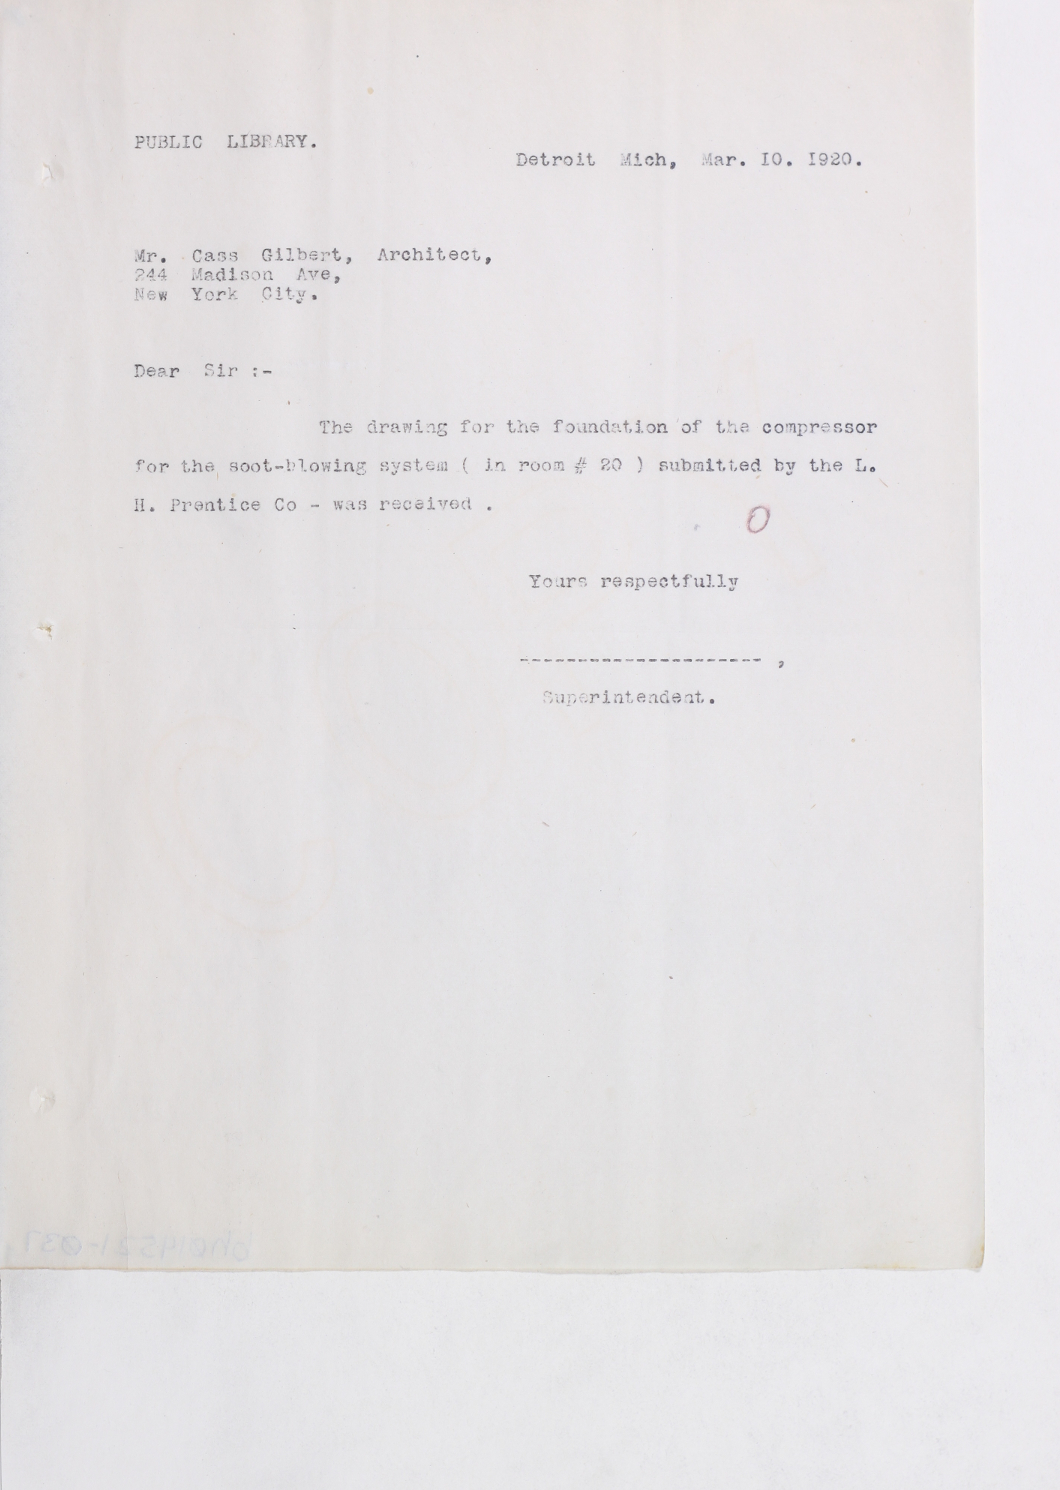 PUBLIC LIBRARY.
Detroit Mich, Mar. IO. I920.
Mr. Cass Gilbert, Architect,
244 Madison Ave,
New York City.
Dear Sir :-
The drawing for the foundation of the compressor
for the soot-blowing system ( in room # 20 ) submitted by the L.
H. Prentice Co - was received .
O
Yours respectfully
--------------------- ,
Superintendent.